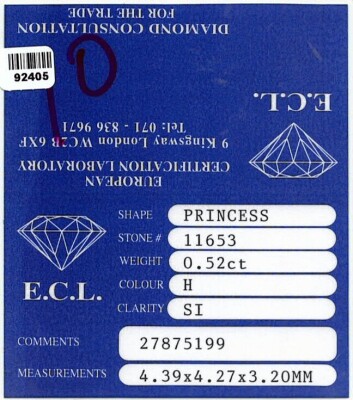 DIAMOND CONSULTATION
FOR THE TRADE
92405
10
E.C.L.
EUROPEAN
CERTIFICATION LABORATORY
9 Kingsway London WC2B 6XF
Tel: 071 - 836 9671
E.C.L.
SHAPE PRINCESS
STONE # 11653
WEIGHT 0.52ct
COLOUR H
CLARITY SI
COMMENTS 27875199
MEASUREMENTS 4.39x4.27x3.20MM